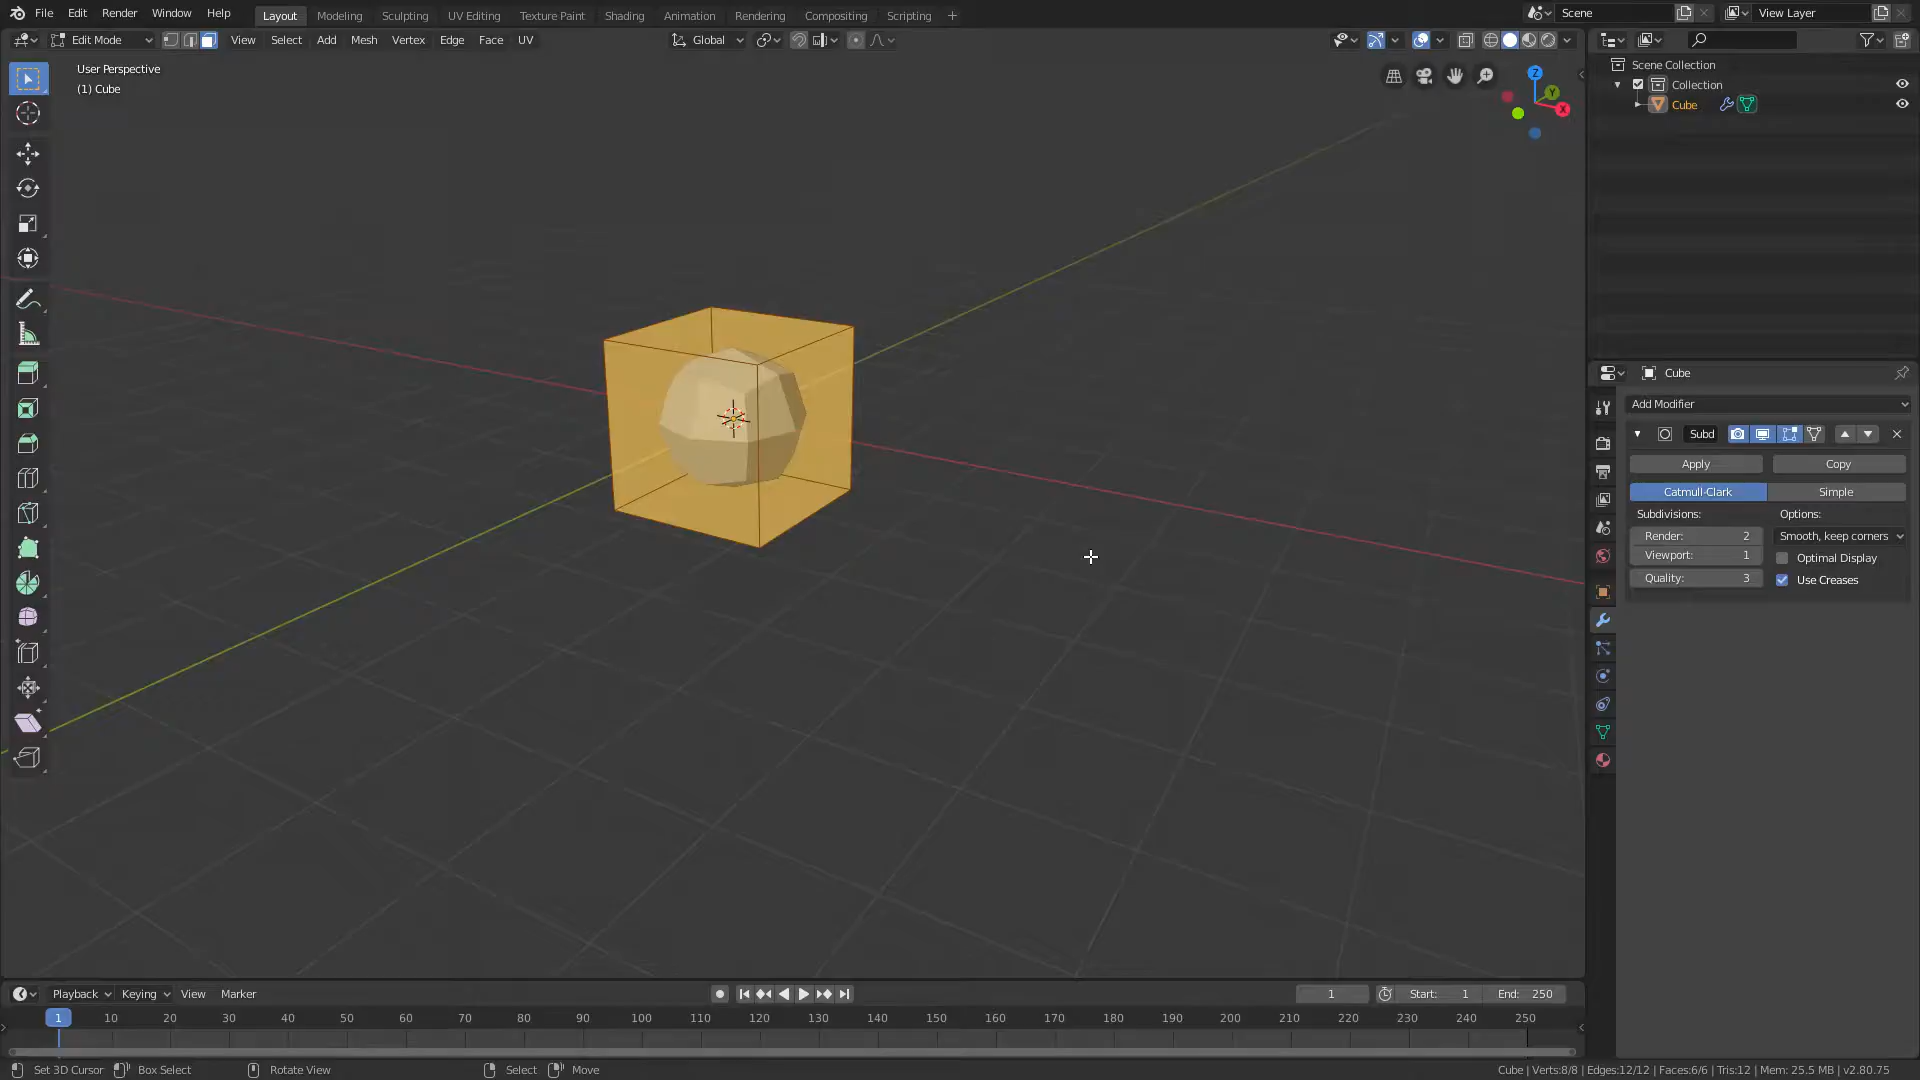 File Edit Render Window Help Layout Modeling Sculpting UV Editing Texture Paint Shading Animation Rendering Compositing Scripting + Scene View Layer
Edit Mode View Select Add Mesh Vertex Edge Face UV Global
User Perspective
(1) Cube
Z
Y
X
Scene Collection
Collection
Cube
Cube
Add Modifier
Subd
Apply Copy
Catmull-Clark Simple
Subdivisions: Options:
Render: 2 Smooth, keep corners
Viewport: 1 Optimal Display
Quality: 3 Use Creases
Playback Keying View Marker 1 Start: 1 End: 250
1 10 20 30 40 50 60 70 80 90 100 110 120 130 140 150 160 170 180 190 200 210 220 230 240 250
Set 3D Cursor Box Select Rotate View Select Move Cube | Verts:8/8 | Edges:12/12 | Faces:6/6 | Tris:12 | Mem: 25.5 MB | v2.80.75